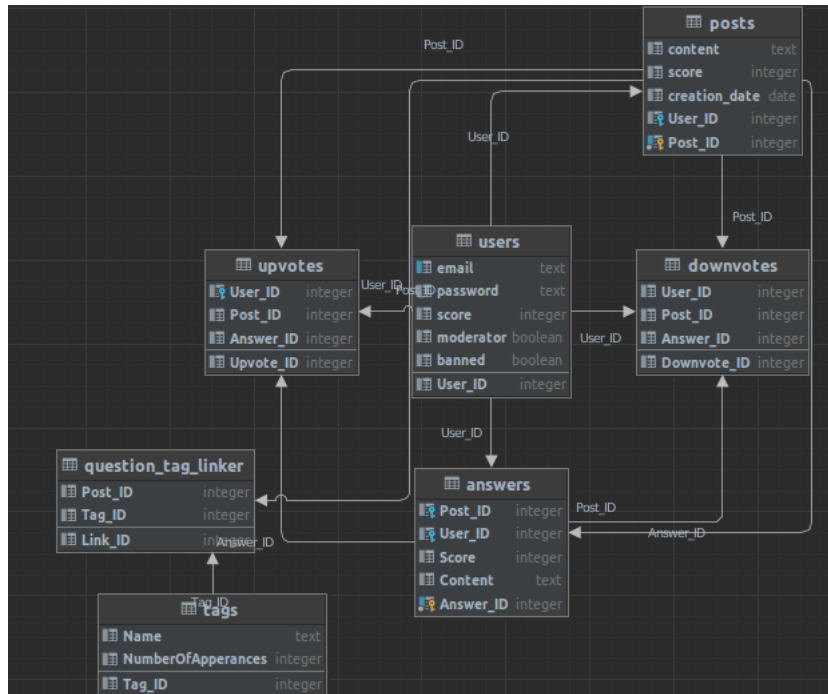 posts
content text
score integer
creation_date date
User_ID integer
Post_ID integer
Post_ID
User_ID
Post_ID
users
email text
password text
score integer
moderator boolean
banned boolean
User_ID integer
upvotes
User_ID integer
Post_ID integer
Answer_ID integer
Upvote_ID integer
User_ID
Post_ID
downvotes
User_ID integer
Post_ID integer
Answer_ID integer
Downvote_ID integer
User_ID
User_ID
question_tag_linker
Post_ID integer
Tag_ID integer
Link_ID integer
Answer_ID
answers
Post_ID integer
User_ID integer
Score integer
Content text
Answer_ID integer
Post_ID
Answer_ID
Tag_ID
tags
Name text
NumberOfApperances integer
Tag_ID integer